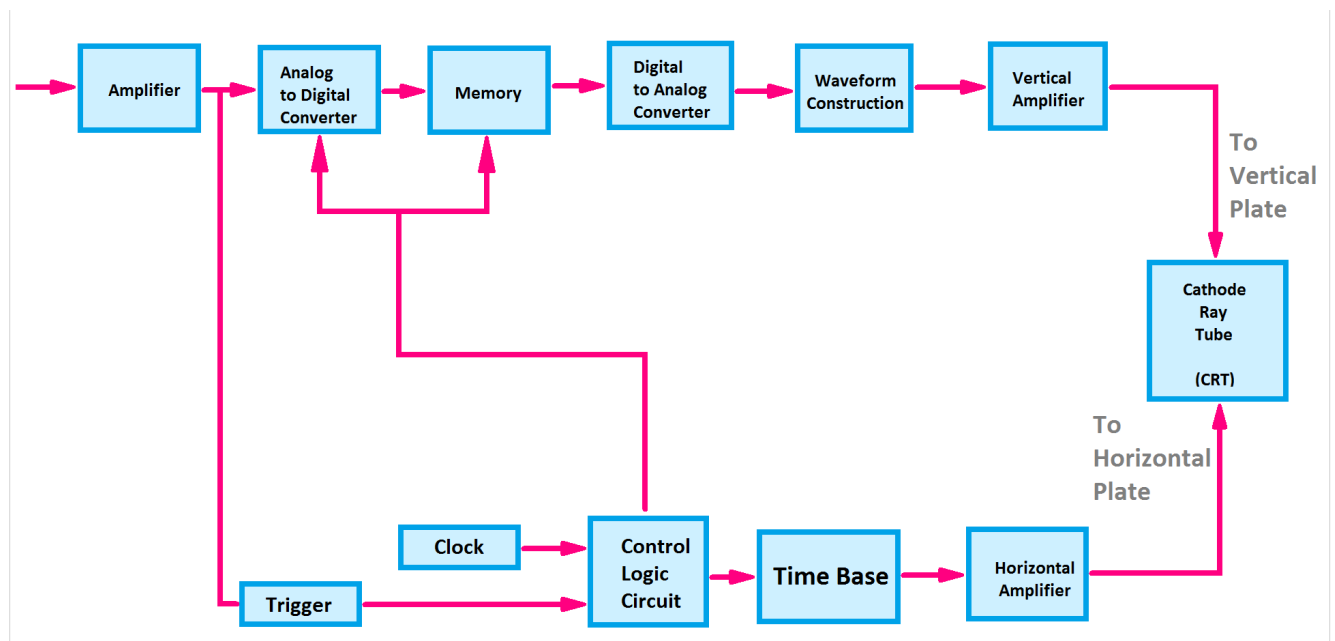 Amplifier
Analog
to Digital
Converter
Memory
Digital
to Analog
Converter
Waveform
Construction
Vertical
Amplifier
To
Vertical
Plate
Cathode
Ray
Tube
(CRT)
To
Horizontal
Plate
Clock
Control
Logic
Circuit
Time Base
Horizontal
Amplifier
Trigger